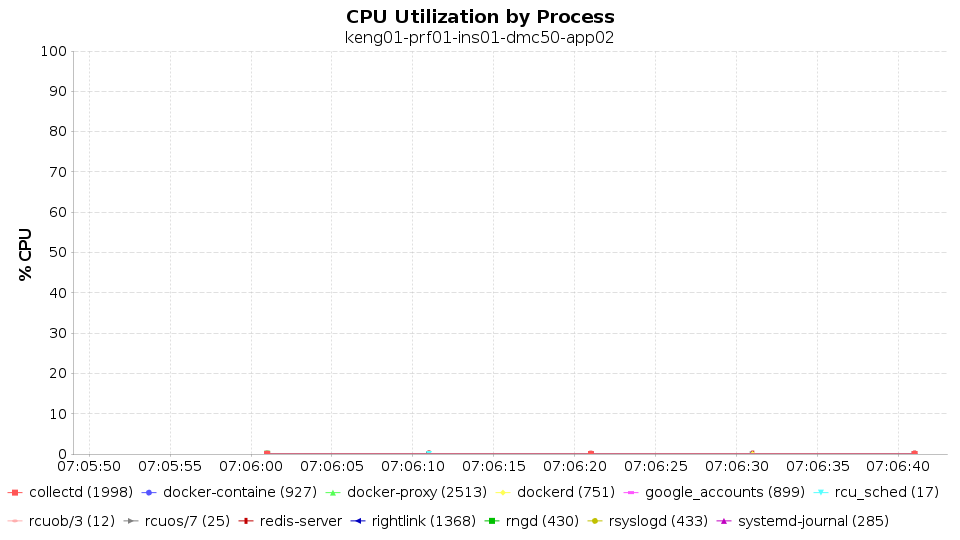 CPU Utilization by Process
keng01-prf01-ins01-dmc50-app02
100
90
80
70
60
50
40
30
20
10
0
% CPU
07:05:50 07:05:55 07:06:00 07:06:05 07:06:10 07:06:15 07:06:20 07:06:25 07:06:30 07:06:35 07:06:40
collectd (1998) docker-containe (927) docker-proxy (2513) dockerd (751) google_accounts (899) rcu_sched (17)
rcuob/3 (12) rcuos/7 (25) redis-server rightlink (1368) rngd (430) rsyslogd (433) systemd-journal (285)